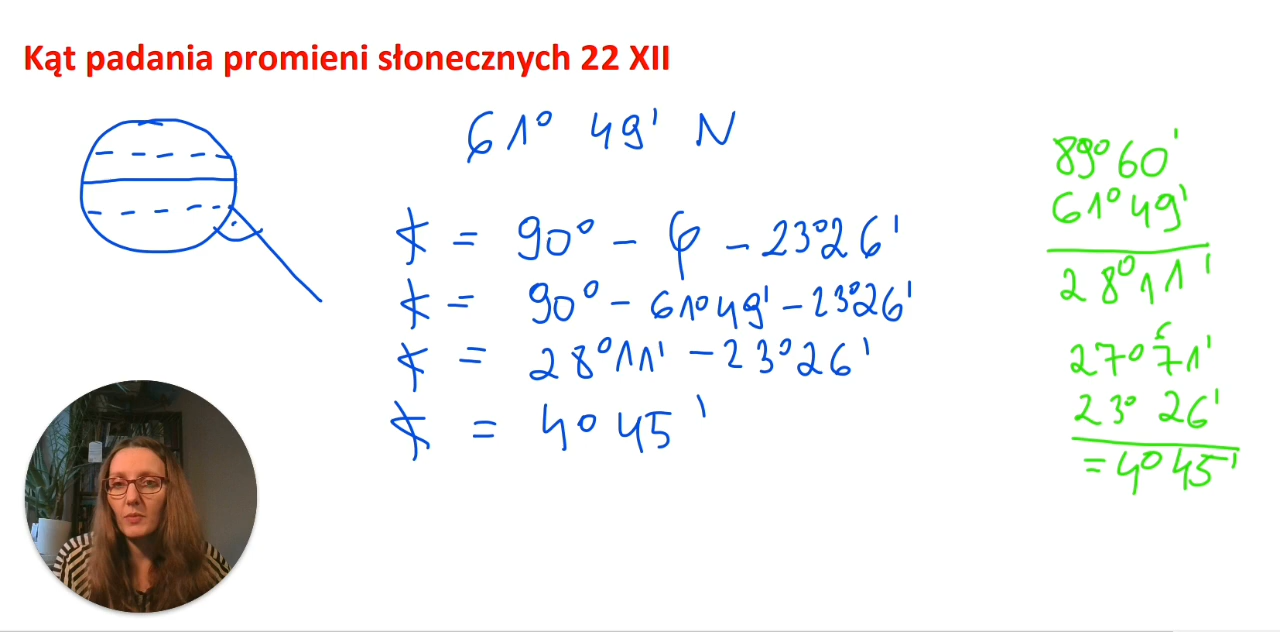 Kąt padania promieni słonecznych 22 XII
61° 49' N
∢ = 90° - φ - 23°26'
∢ = 90° - 61°49' - 23°26'
∢ = 28°11' - 23°26'
∢ = 4° 45'
89° 60'
61° 49'
28° 11'
6
27° 71'
23° 26'
= 4° 45'